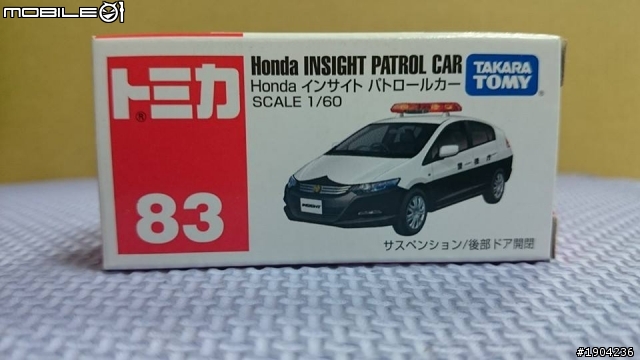 MOBILE01
トミカ®
83
Honda INSIGHT PATROL CAR
Honda インサイト パトロールカー
SCALE 1/60
TAKARA TOMY
INSIGHT
サスペンション/後部ドア開閉
#1904236